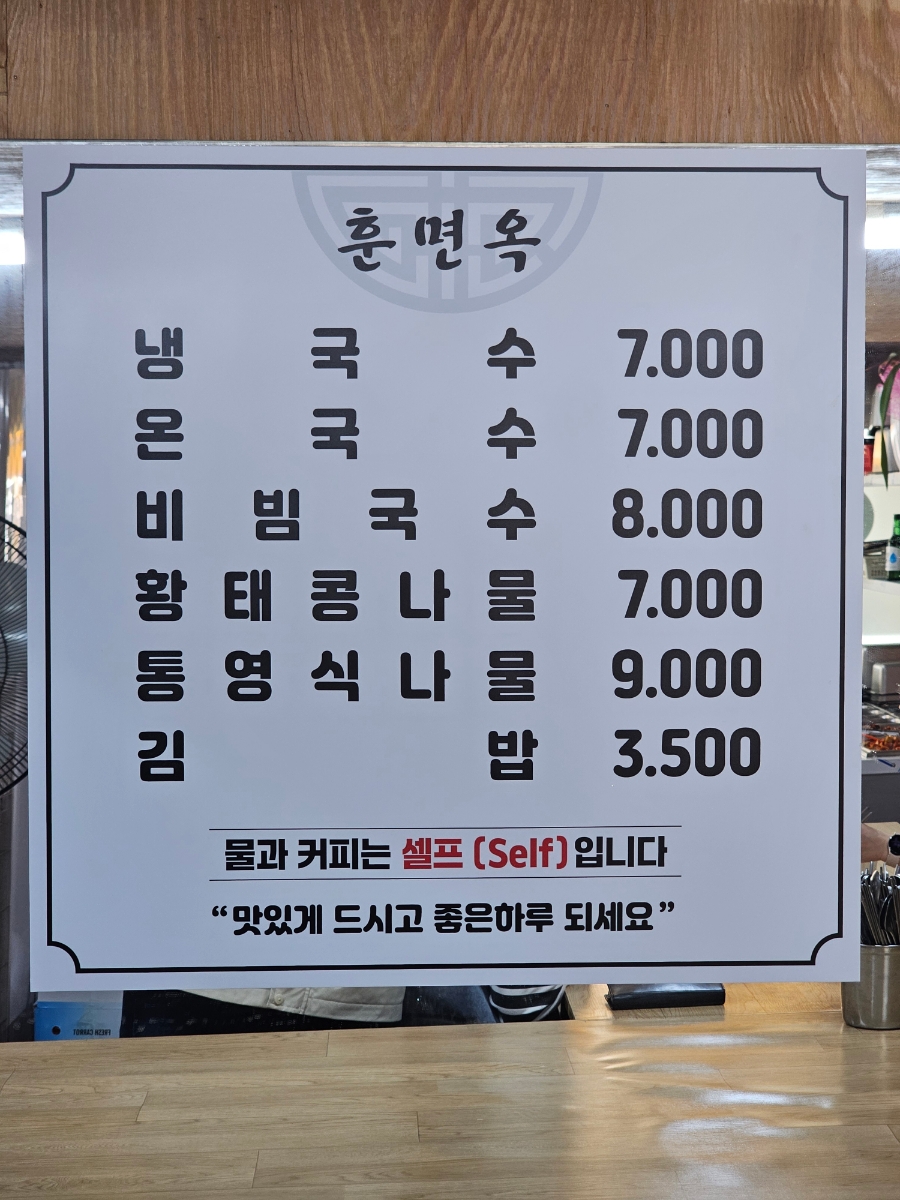 훈면옥
냉국수 7.000
온국수 7.000
비빔국수 8.000
황태콩나물 7.000
통영식나물 9.000
김밥 3.500
물과 커피는 셀프 (Self)입니다
“맛있게 드시고 좋은하루 되세요”
FRESH CARROT